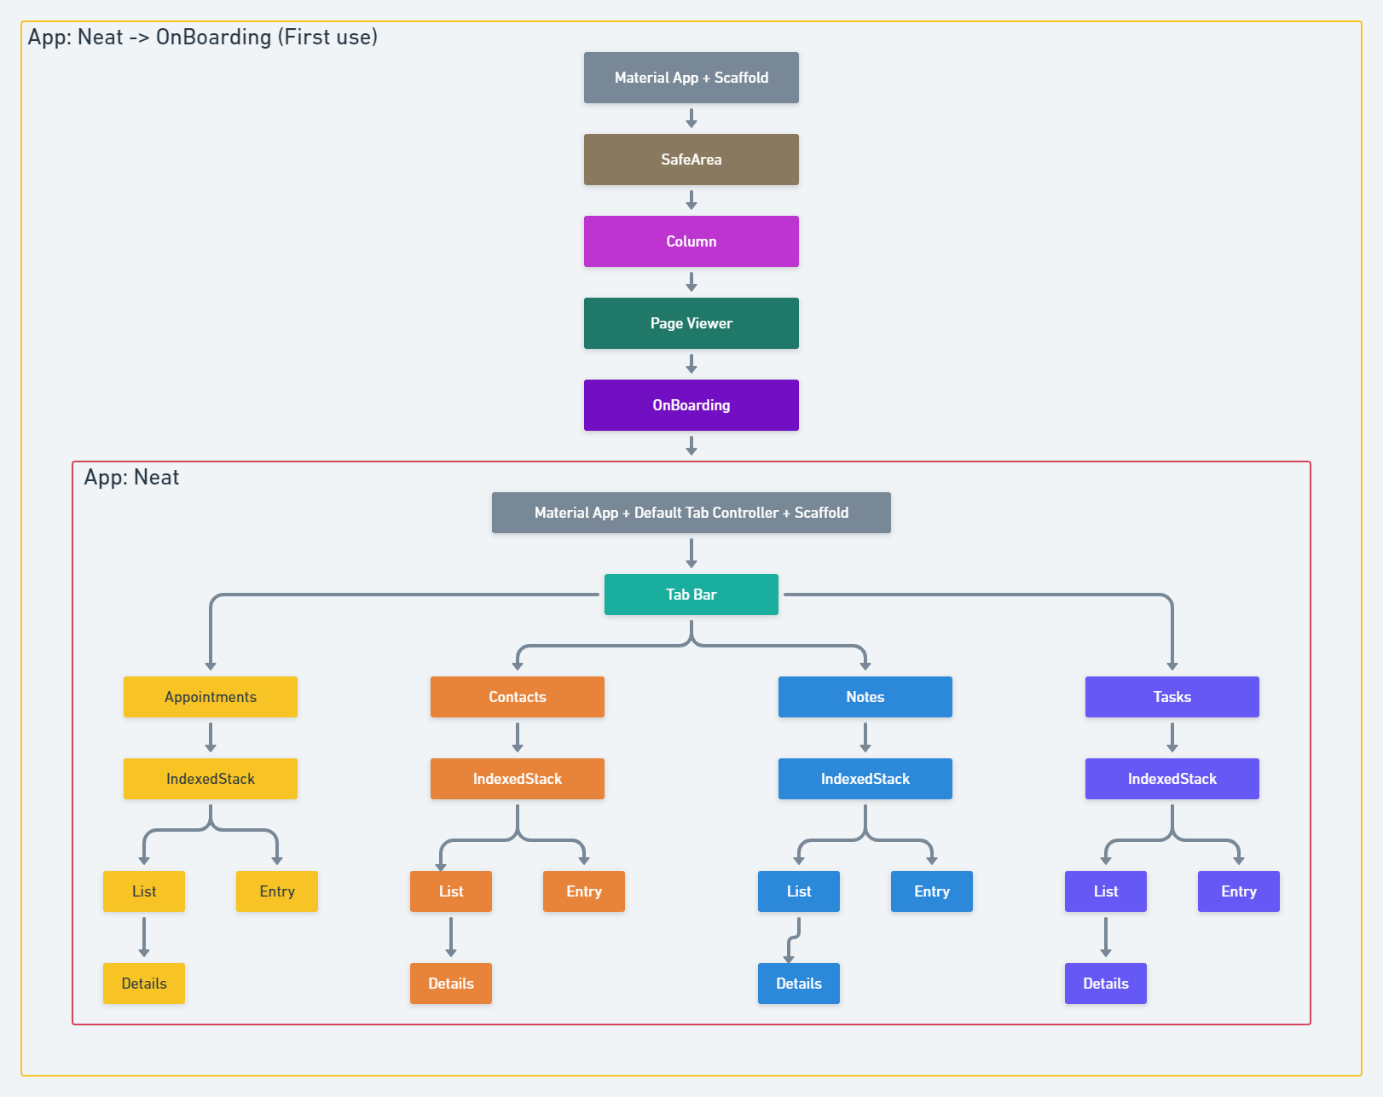 App: Neat -> OnBoarding (First use)
Material App + Scaffold
SafeArea
Column
Page Viewer
OnBoarding
App: Neat
Material App + Default Tab Controller + Scaffold
Tab Bar
Appointments
Contacts
Notes
Tasks
IndexedStack
IndexedStack
IndexedStack
IndexedStack
List
Entry
List
Entry
List
Entry
List
Entry
Details
Details
Details
Details